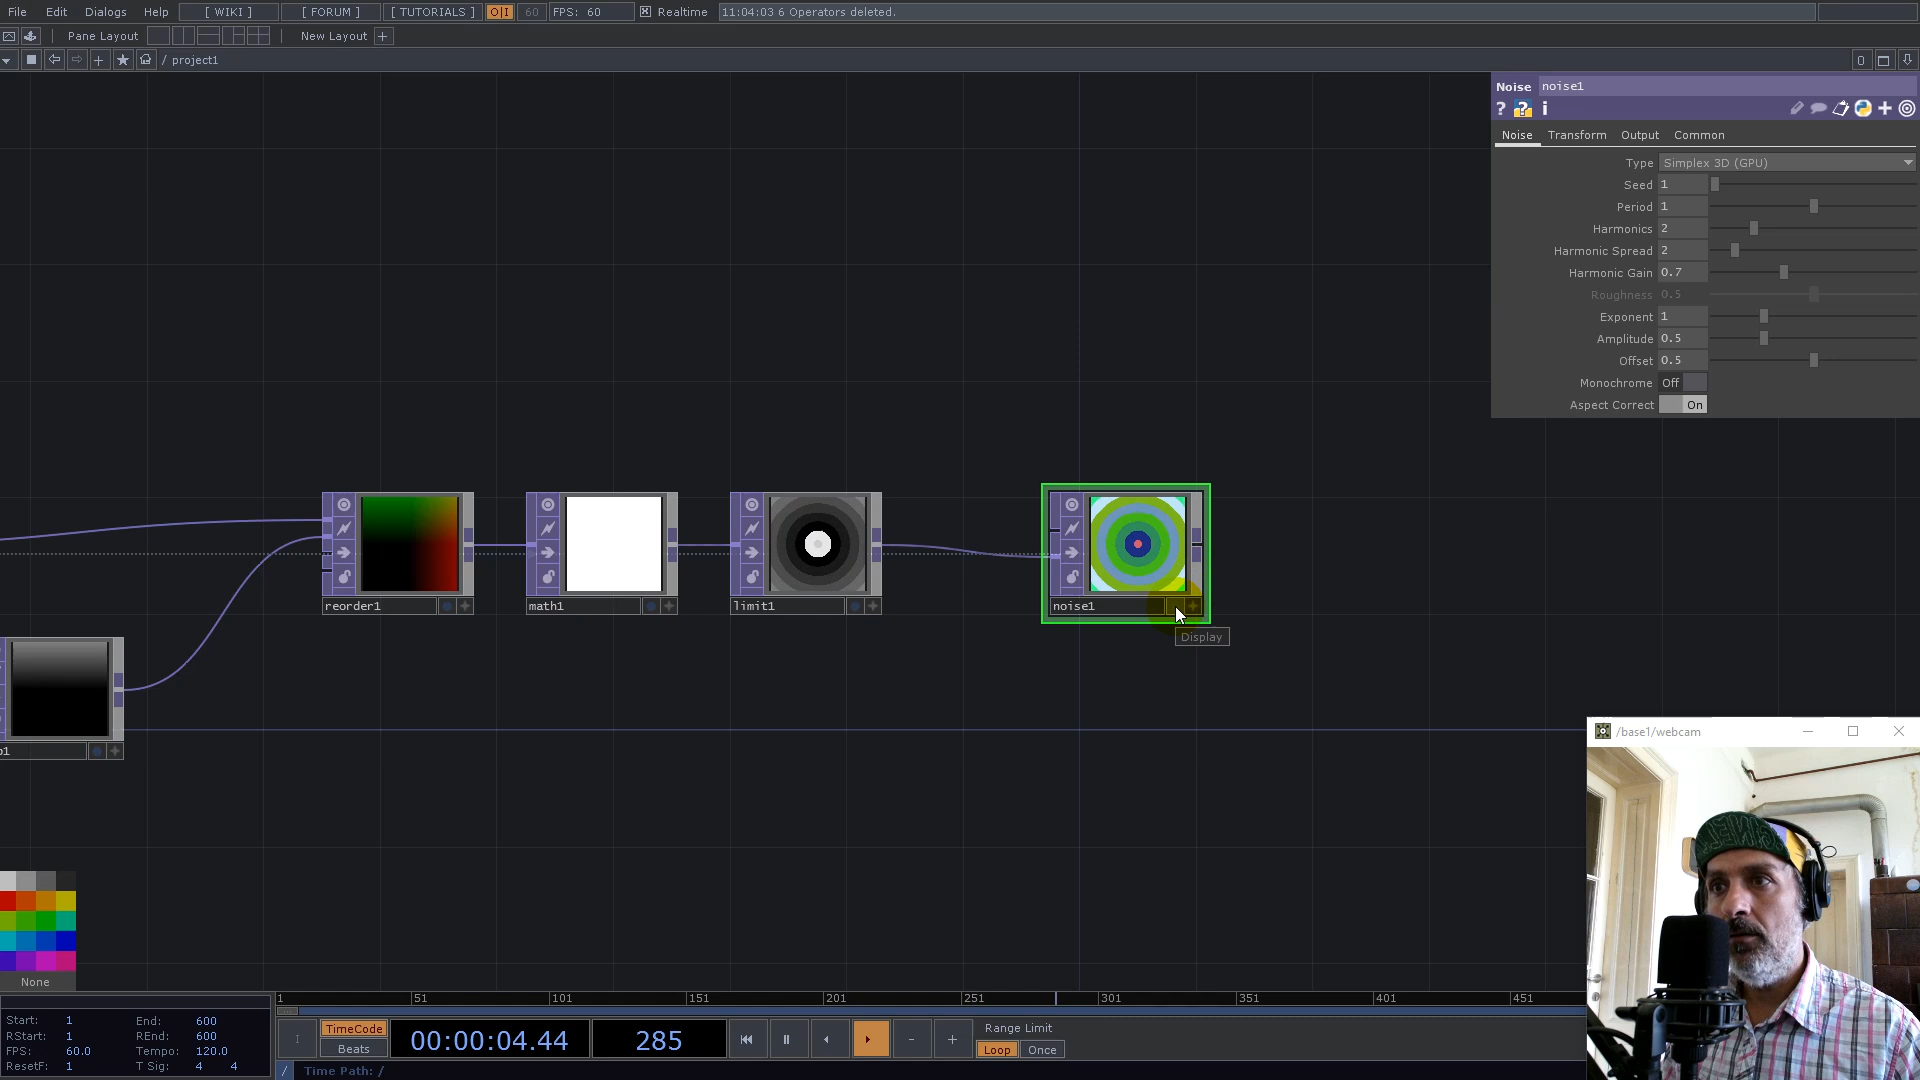 File Edit Dialogs Help [ WIKI ] [ FORUM ] [ TUTORIALS ] O|I 60 FPS: 60 Realtime 11:04:03 6 Operators deleted.
Pane Layout New Layout +
/ project1 0
Noise noise1
? ? i
Noise Transform Output Common
Type Simplex 3D (GPU)
Seed 1
Period 1
Harmonics 2
Harmonic Spread 2
Harmonic Gain 0.7
Roughness 0.5
Exponent 1
Amplitude 0.5
Offset 0.5
Monochrome Off
Aspect Correct On
reorder1
math1
limit1
noise1
Display
/base1/webcam
None
1 51 101 151 201 251 301 351 401 451
Start: 1 End: 600
RStart: 1 REnd: 600
FPS: 60.0 Tempo: 120.0
ResetF: 1 T Sig: 4 4
TimeCode
Beats
00:00:04.44
285
Range Limit
Loop Once
/ Time Path: /